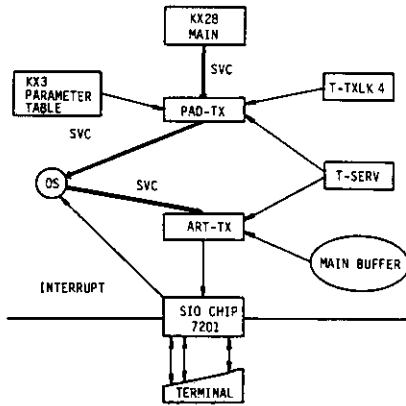 KX28
MAIN
SVC
KX3
PARAMETER
TABLE
T-TXLK 4
PAD-TX
SVC
T-SERV
OS
SVC
ART-TX
MAIN BUFFER
INTERRUPT
SIO CHIP
7201
TERMINAL